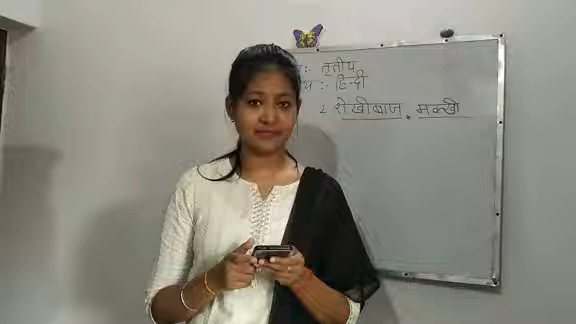 :- तृतीय
य :- हिन्दी
2 शेखीबाज मक्खी